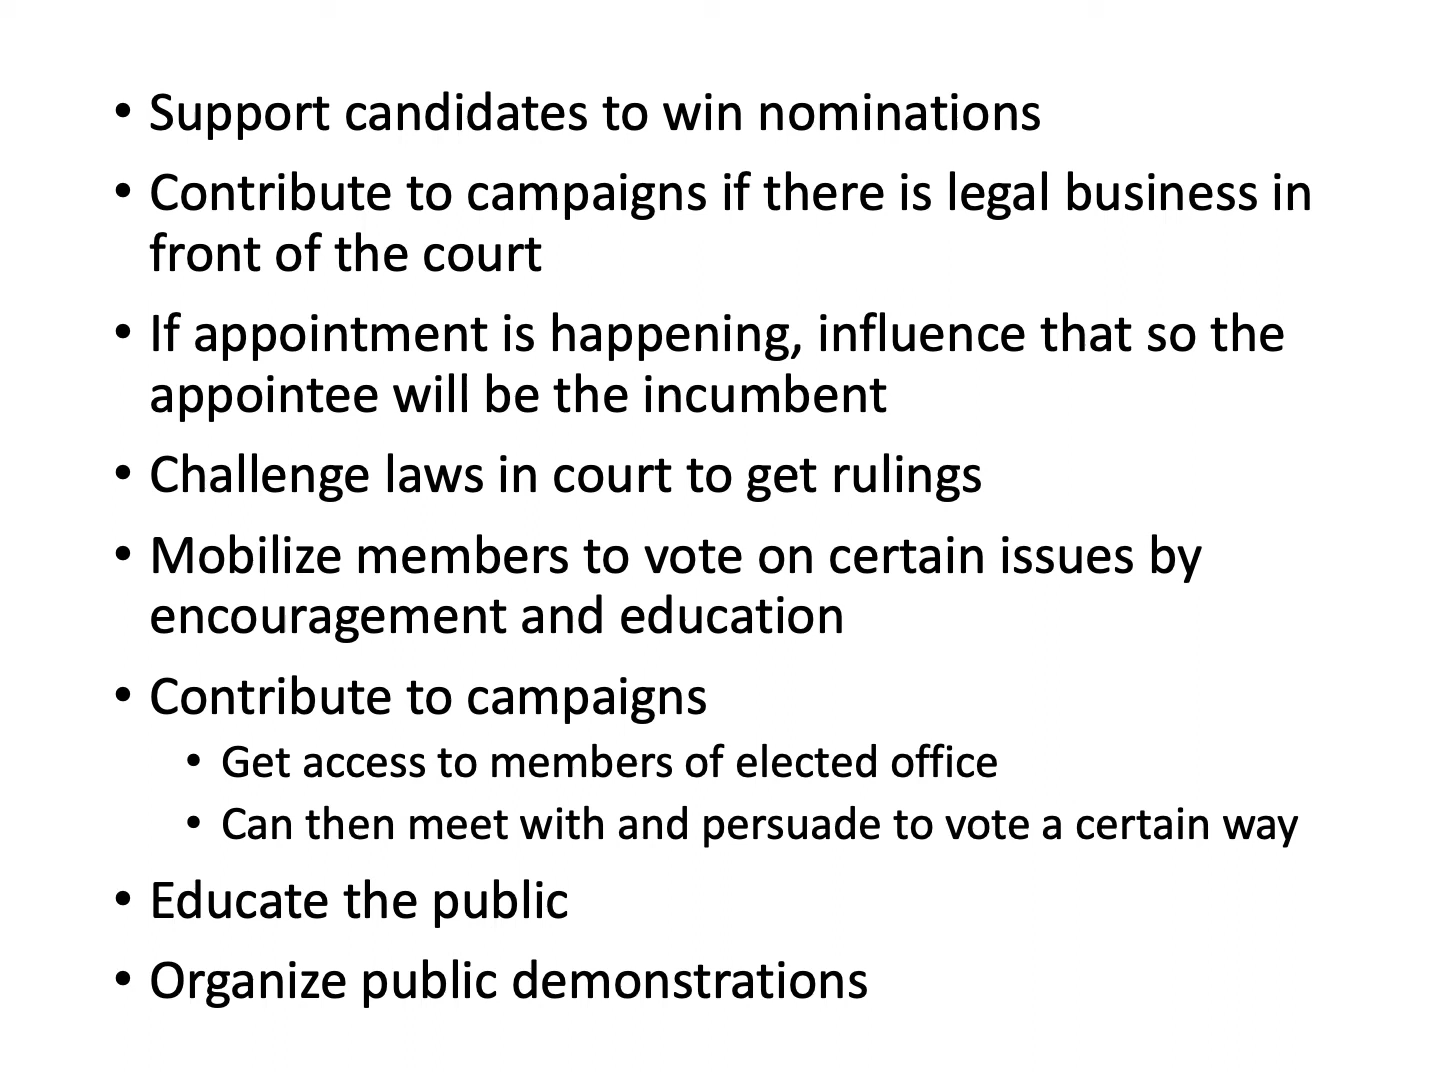 • Support candidates to win nominations
• Contribute to campaigns if there is legal business in
front of the court
• If appointment is happening, influence that so the
appointee will be the incumbent
• Challenge laws in court to get rulings
• Mobilize members to vote on certain issues by
encouragement and education
• Contribute to campaigns
• Get access to members of elected office
• Can then meet with and persuade to vote a certain way
• Educate the public
• Organize public demonstrations